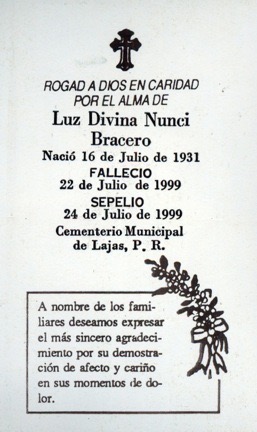 ROGAD A DIOS EN CARIDAD
POR EL ALMA DE
Luz Divina Nunci
Bracero
Nació 16 de Julio de 1931
FALLECIO
22 de Julio de 1999
SEPELIO
24 de Julio de 1999
Cementerio Municipal
de Lajas, P. R.
A nombre de los fami-
liares deseamos expresar
el más sincero agradeci-
miento por su demostra-
ción de afecto y cariño
en sus momentos de do-
lor.